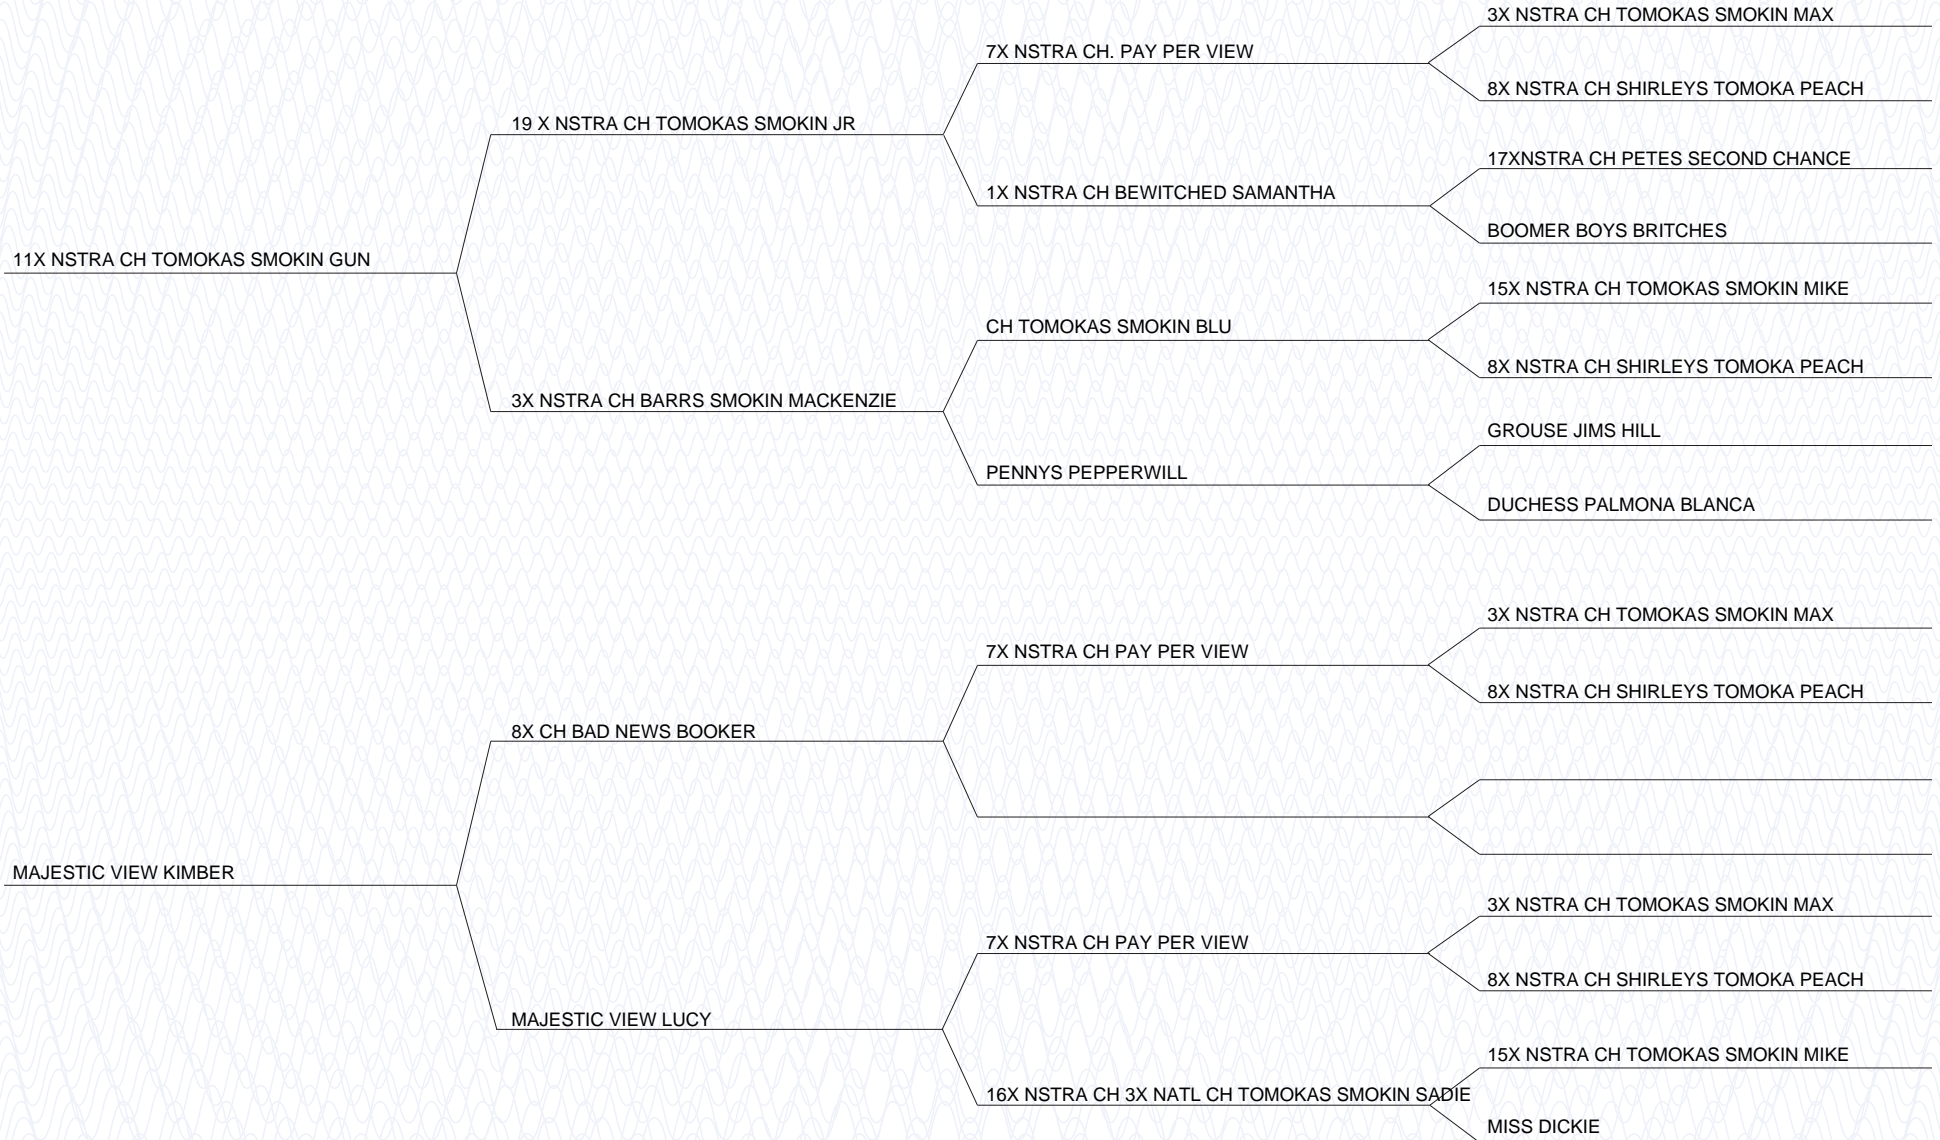 3X NSTRA CH TOMOKAS SMOKIN MAX
7X NSTRA CH. PAY PER VIEW
8X NSTRA CH SHIRLEYS TOMOKA PEACH
19 X NSTRA CH TOMOKAS SMOKIN JR
17XNSTRA CH PETES SECOND CHANCE
1X NSTRA CH BEWITCHED SAMANTHA
BOOMER BOYS BRITCHES
11X NSTRA CH TOMOKAS SMOKIN GUN
15X NSTRA CH TOMOKAS SMOKIN MIKE
CH TOMOKAS SMOKIN BLU
8X NSTRA CH SHIRLEYS TOMOKA PEACH
3X NSTRA CH BARRS SMOKIN MACKENZIE
GROUSE JIMS HILL
PENNYS PEPPERWILL
DUCHESS PALMONA BLANCA
3X NSTRA CH TOMOKAS SMOKIN MAX
7X NSTRA CH PAY PER VIEW
8X NSTRA CH SHIRLEYS TOMOKA PEACH
8X CH BAD NEWS BOOKER
MAJESTIC VIEW KIMBER
3X NSTRA CH TOMOKAS SMOKIN MAX
7X NSTRA CH PAY PER VIEW
8X NSTRA CH SHIRLEYS TOMOKA PEACH
MAJESTIC VIEW LUCY
15X NSTRA CH TOMOKAS SMOKIN MIKE
16X NSTRA CH 3X NATL CH TOMOKAS SMOKIN SADIE
MISS DICKIE